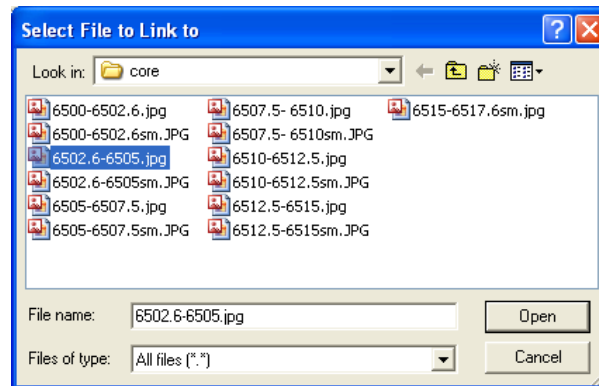 Select File to Link to
Look in: core
6500-6502.6.jpg
6500-6502.6sm.JPG
6502.6-6505.jpg
6502.6-6505sm.JPG
6505-6507.5.jpg
6505-6507.5sm.JPG
6507.5- 6510.jpg
6507.5- 6510sm.JPG
6510-6512.5.jpg
6510-6512.5sm.JPG
6512.5-6515.jpg
6512.5-6515sm.JPG
6515-6517.6sm.jpg
File name: 6502.6-6505.jpg Open
Files of type: All files (*.*) Cancel